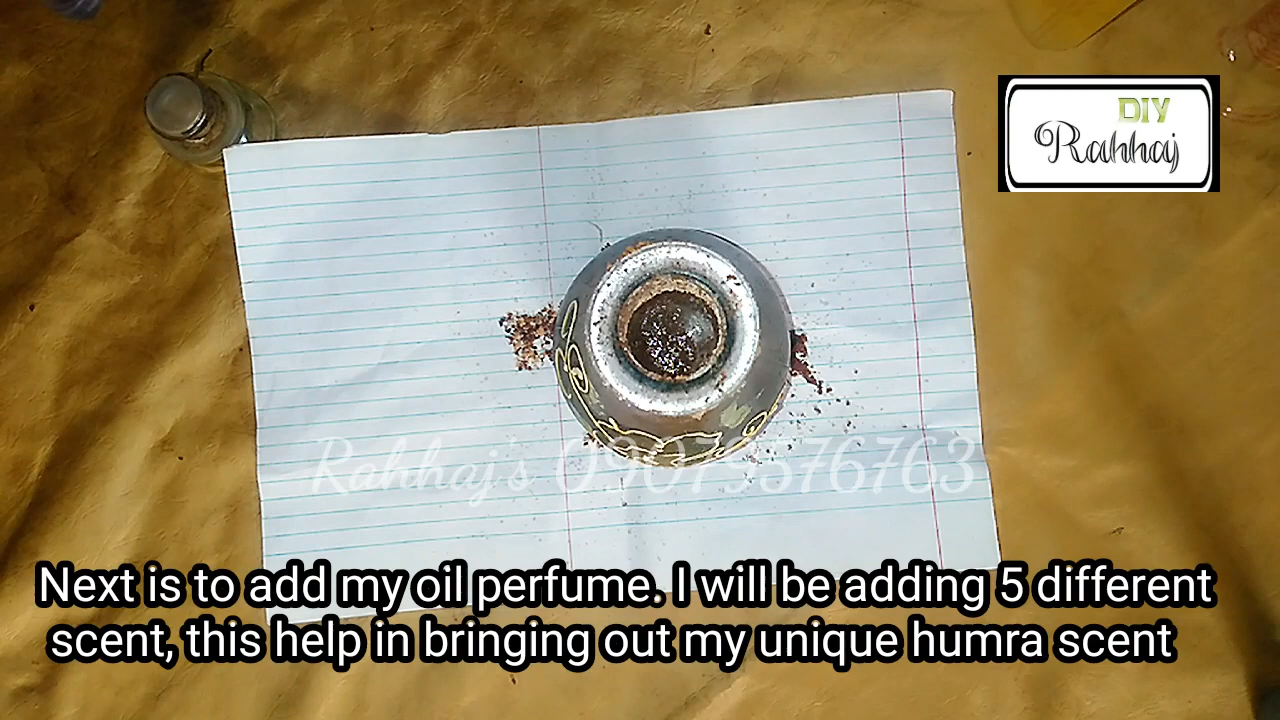 DIY
Rahhaj
Rahhaj's 09079576763
Next is to add my oil perfume. I will be adding 5 different
scent, this help in bringing out my unique humra scent